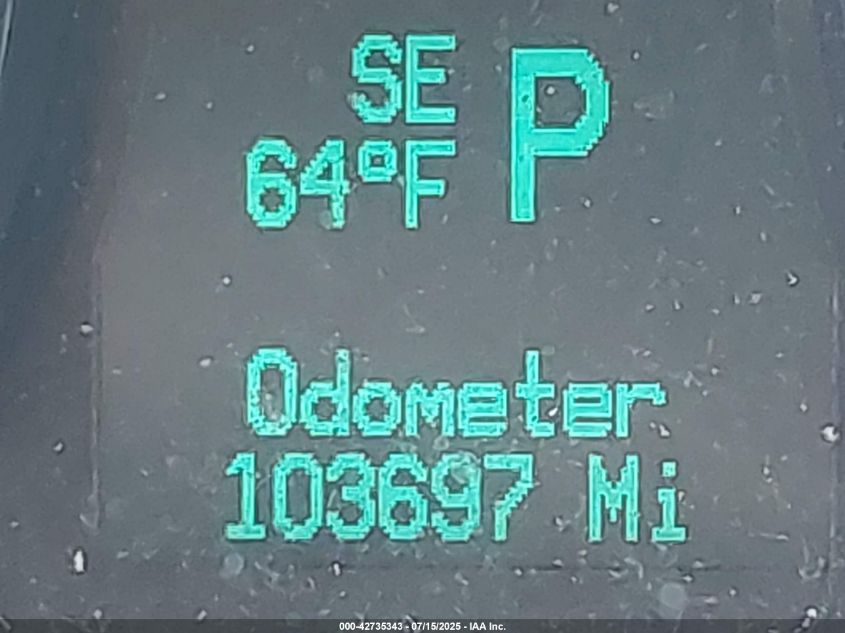 SE P
64°F
Odometer
103697 Mi
000-42735343 - 07/15/2025 - IAA Inc.